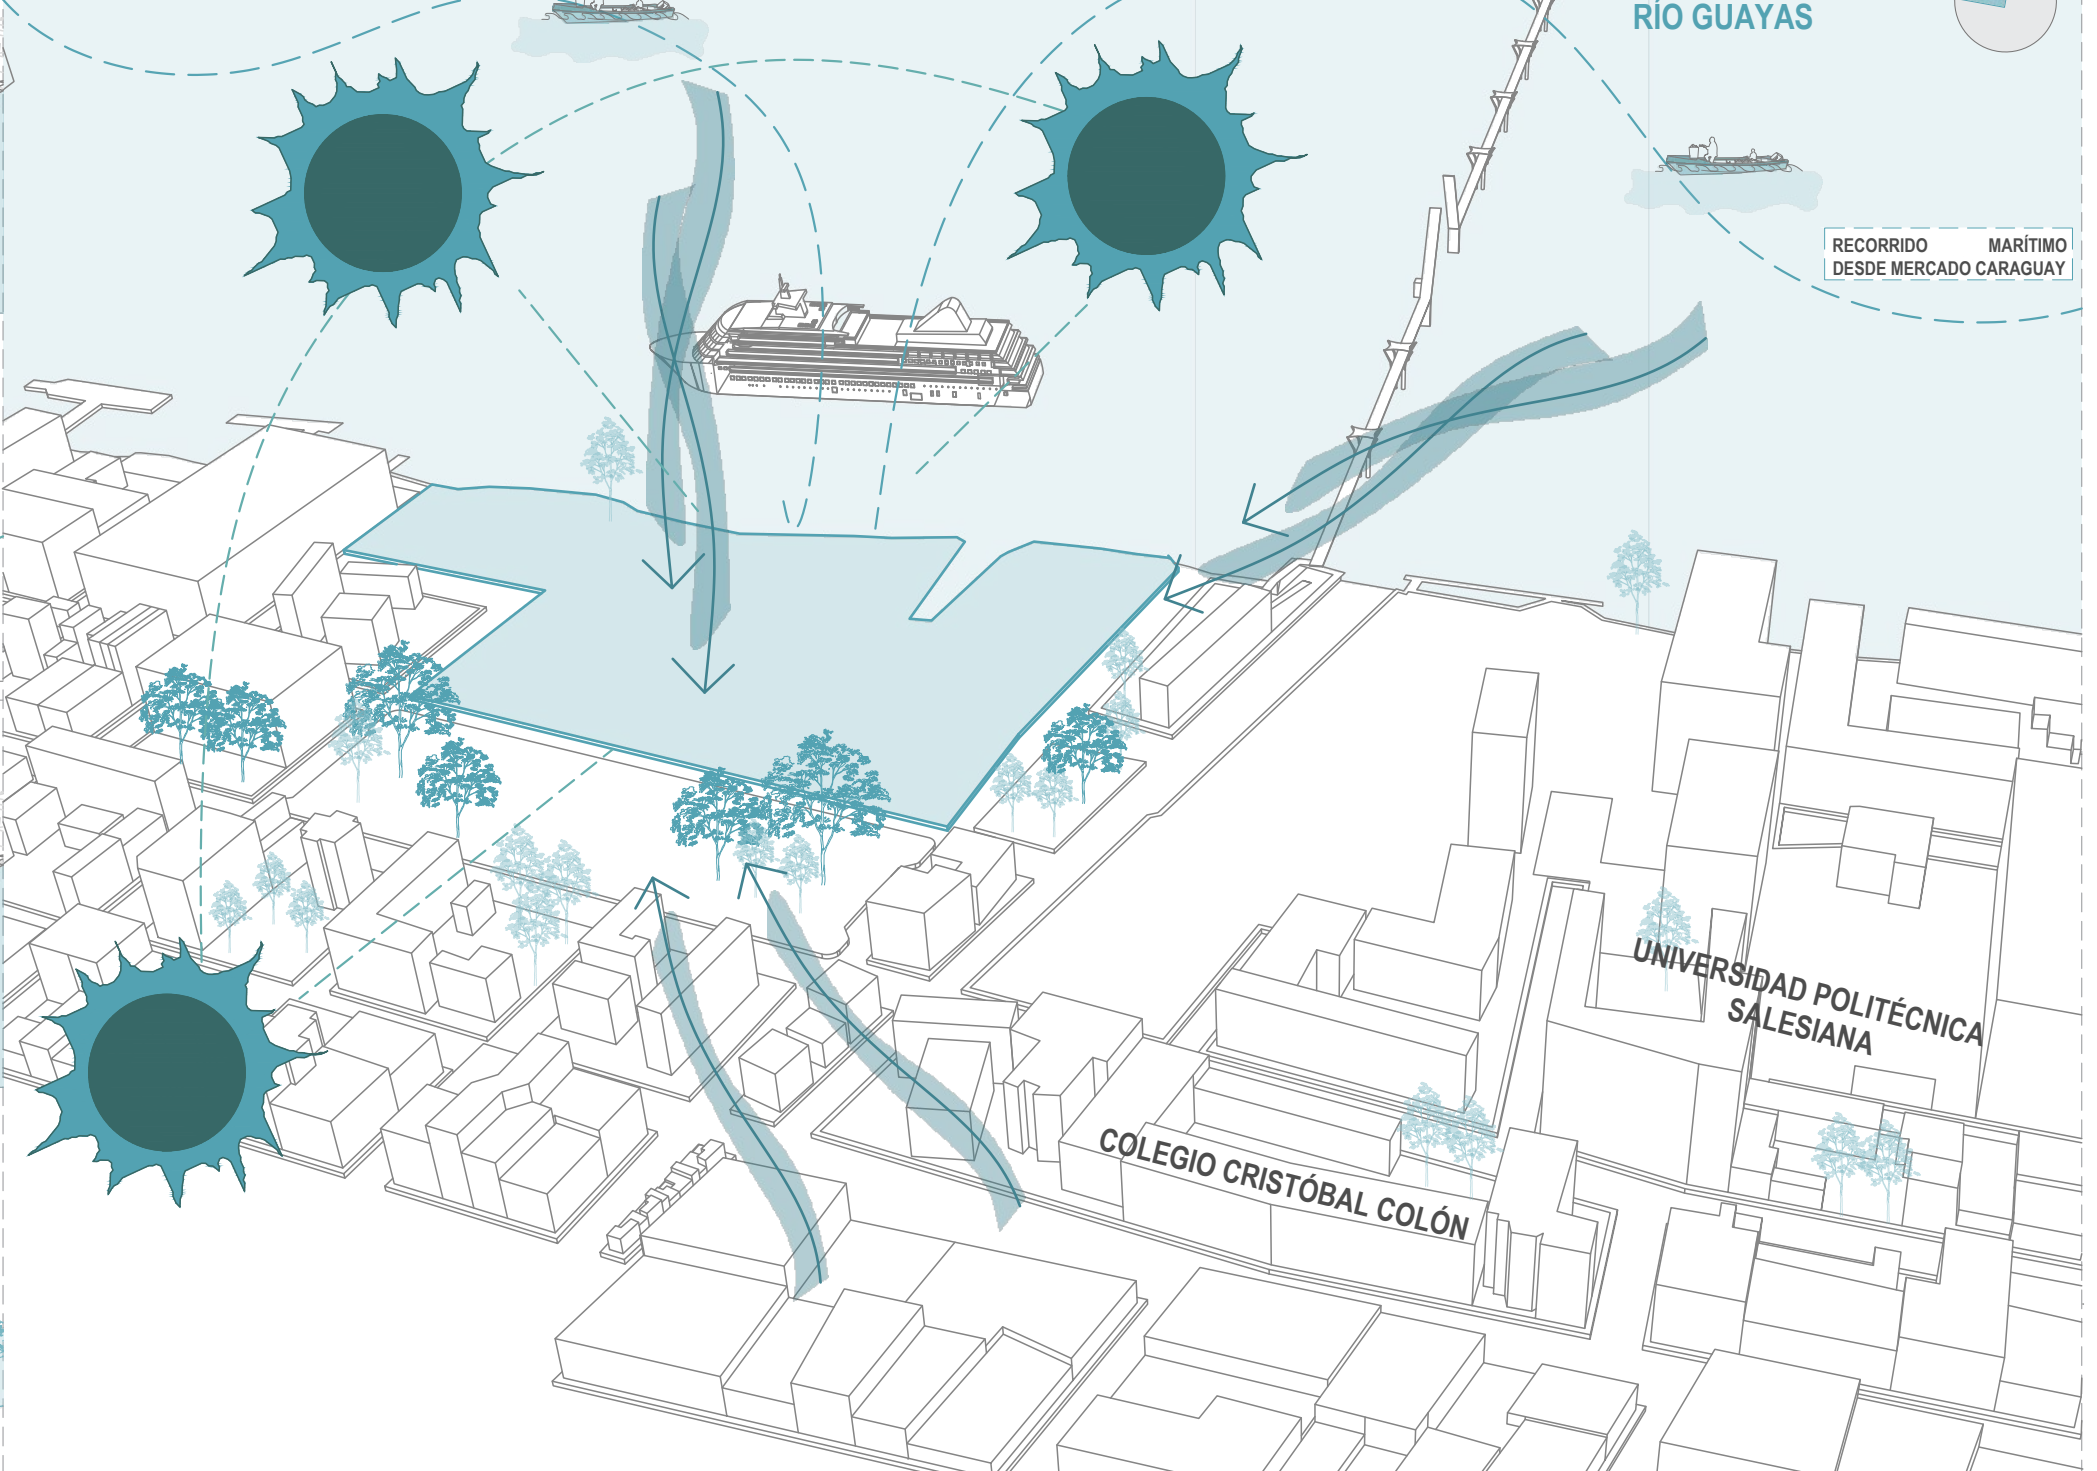 RÍO GUAYAS
RECORRIDO MARÍTIMO
DESDE MERCADO CARAGUAY
UNIVERSIDAD POLITÉCNICA
SALESIANA
COLEGIO CRISTÓBAL COLÓN